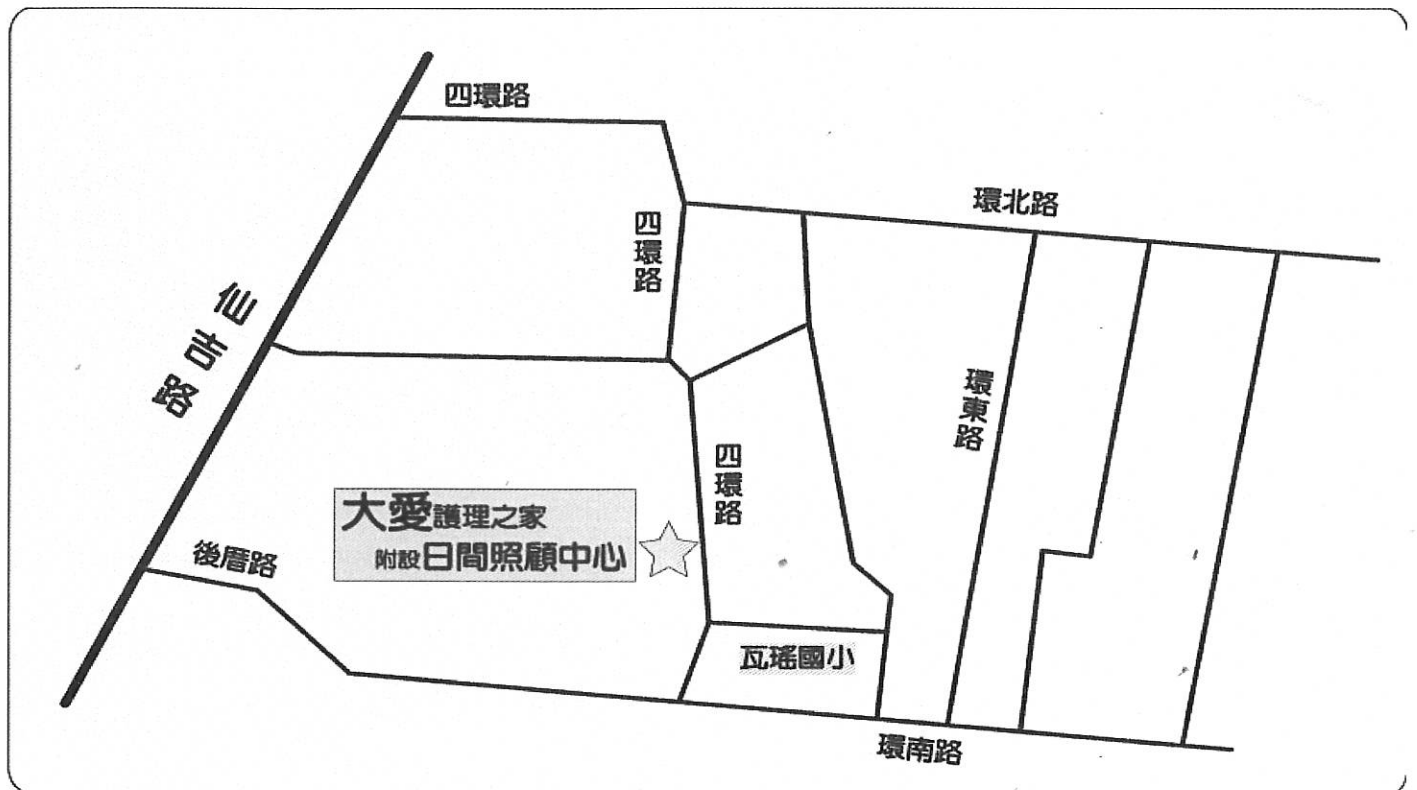 四環路
環北路
四環路
仙吉路
環東路
四環路
大愛護理之家
附設日間照顧中心
後厝路
瓦瑤國小
環南路